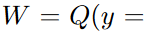 W = Q(y =